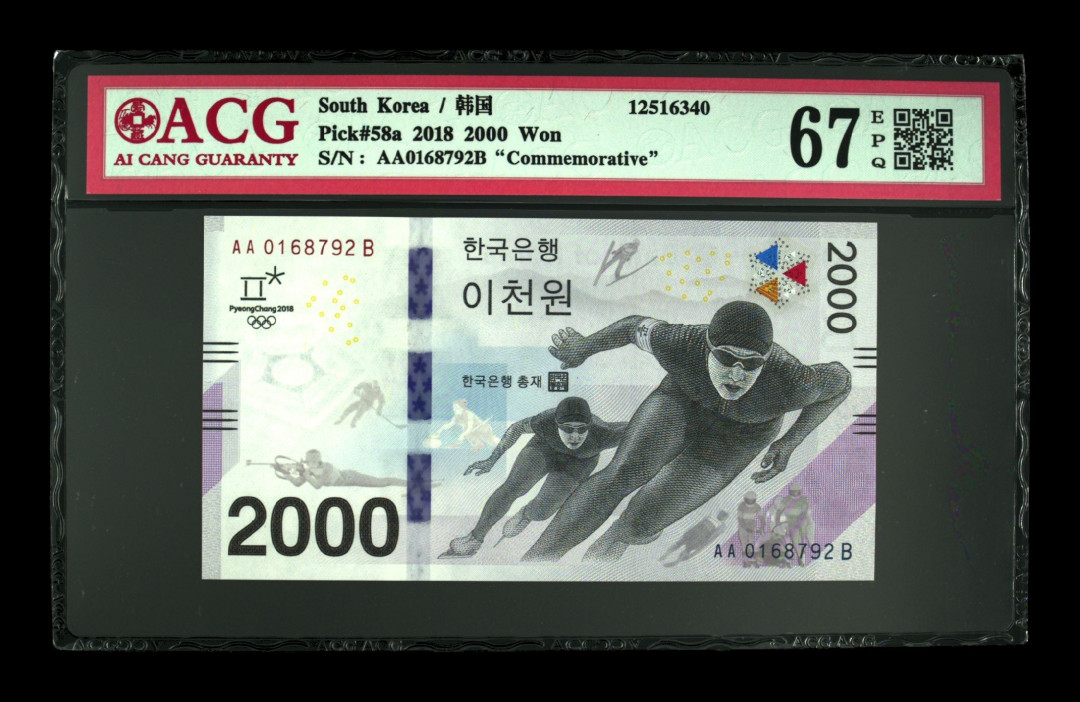 ACG
AI CANG GUARANTY
South Korea / 韩国
12516340
Pick#58a 2018 2000 Won
S/N : AA0168792B “Commemorative”
67
EPQ
AA 0168792 B
PyeongChang 2018
한국은행
이천원
한국은행 총재
2000
2000
AA 0168792 B